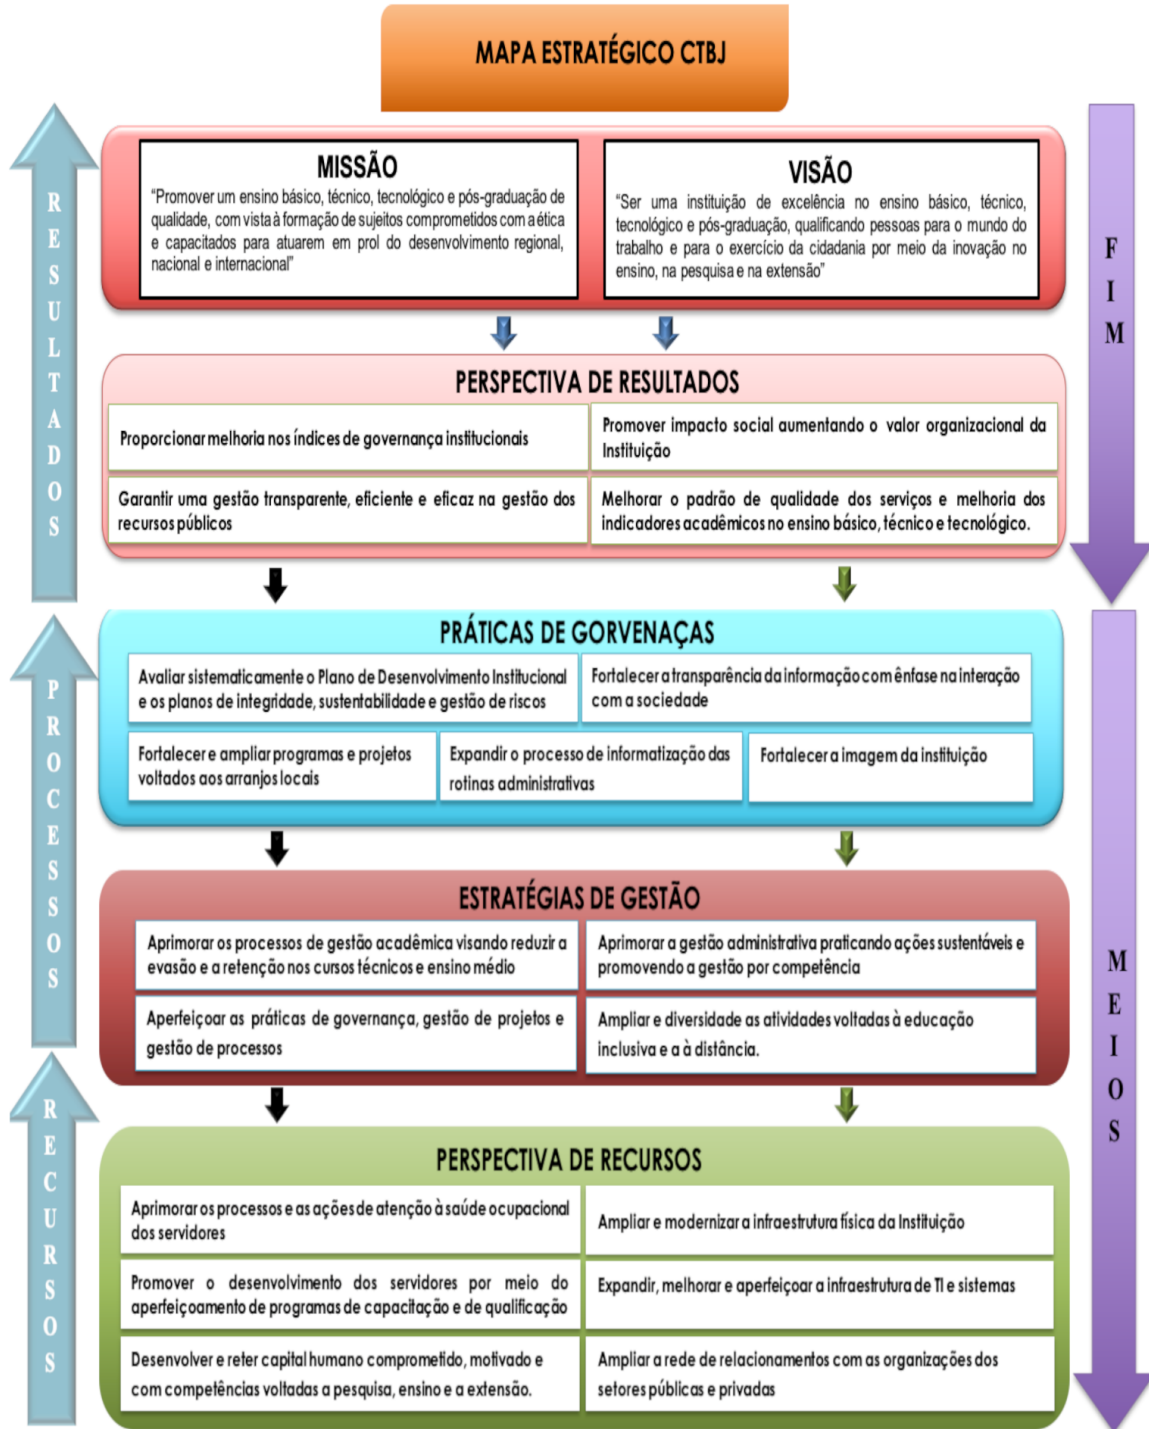 MAPA ESTRATÉGICO CTBJ
RESULTADOS
MISSÃO
“Promover um ensino básico, técnico, tecnológico e pós-graduação de
qualidade, com vista à formação de sujeitos comprometidos com a ética
e capacitados para atuarem em prol do desenvolvimento regional,
nacional e internacional”
VISÃO
“Ser uma instituição de excelência no ensino básico, técnico,
tecnológico e pós-graduação, qualificando pessoas para o mundo do
trabalho e para o exercício da cidadania por meio da inovação no
ensino, na pesquisa e na extensão”
FIM
PERSPECTIVA DE RESULTADOS
Proporcionar melhoria nos índices de governança institucionais
Promover impacto social aumentando o valor organizacional da
Instituição
Garantir uma gestão transparente, eficiente e eficaz na gestão dos
recursos públicos
Melhorar o padrão de qualidade dos serviços e melhoria dos
indicadores acadêmicos no ensino básico, técnico e tecnológico.
PROCESSOS
PRÁTICAS DE GORVENAÇAS
Avaliar sistematicamente o Plano de Desenvolvimento Institucional
e os planos de integridade, sustentabilidade e gestão de riscos
Fortalecer a transparência da informação com ênfase na interação
com a sociedade
Fortalecer e ampliar programas e projetos
voltados aos arranjos locais
Expandir o processo de informatização das
rotinas administrativas
Fortalecer a imagem da instituição
MEIOS
ESTRATÉGIAS DE GESTÃO
Aprimorar os processos de gestão acadêmica visando reduzir a
evasão e a retenção nos cursos técnicos e ensino médio
Aprimorar a gestão administrativa praticando ações sustentáveis e
promovendo a gestão por competência
Aperfeiçoar as práticas de governança, gestão de projetos e
gestão de processos
Ampliar e diversidade as atividades voltadas à educação
inclusiva e a à distância.
RECURSOS
PERSPECTIVA DE RECURSOS
Aprimorar os processos e as ações de atenção à saúde ocupacional
dos servidores
Ampliar e modernizar a infraestrutura física da Instituição
Promover o desenvolvimento dos servidores por meio do
aperfeiçoamento de programas de capacitação e de qualificação
Expandir, melhorar e aperfeiçoar a infraestrutura de TI e sistemas
Desenvolver e reter capital humano comprometido, motivado e
com competências voltadas a pesquisa, ensino e a extensão.
Ampliar a rede de relacionamentos com as organizações dos
setores públicas e privadas